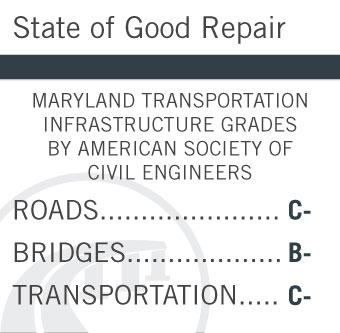 State of Good Repair
MARYLAND TRANSPORTATION
INFRASTRUCTURE GRADES
BY AMERICAN SOCIETY OF
CIVIL ENGINEERS
ROADS...................... C-
BRIDGES................... B-
TRANSPORTATION..... C-